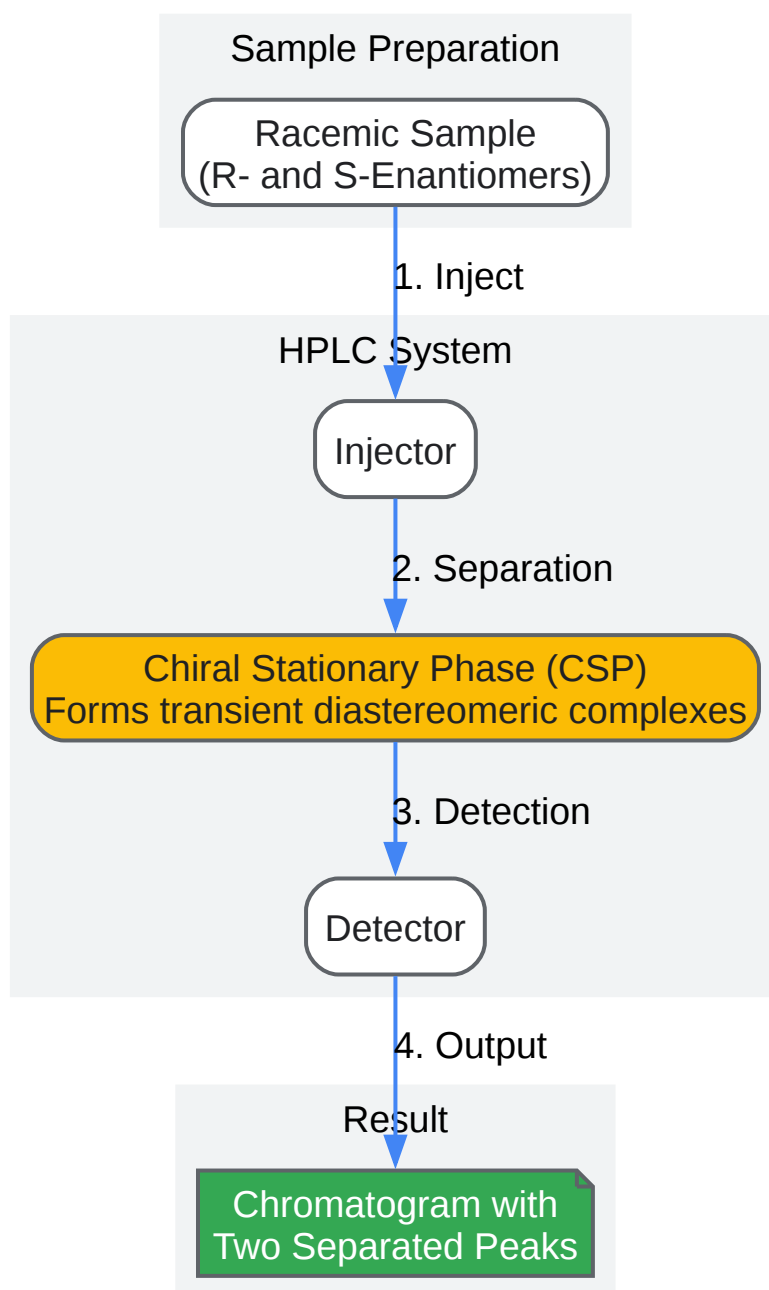 Sample Preparation
Racemic Sample
(R- and S-Enantiomers)
1. Inject
HPLC System
Injector
2. Separation
Chiral Stationary Phase (CSP)
Forms transient diastereomeric complexes
3. Detection
Detector
4. Output
Result
Chromatogram with
Two Separated Peaks